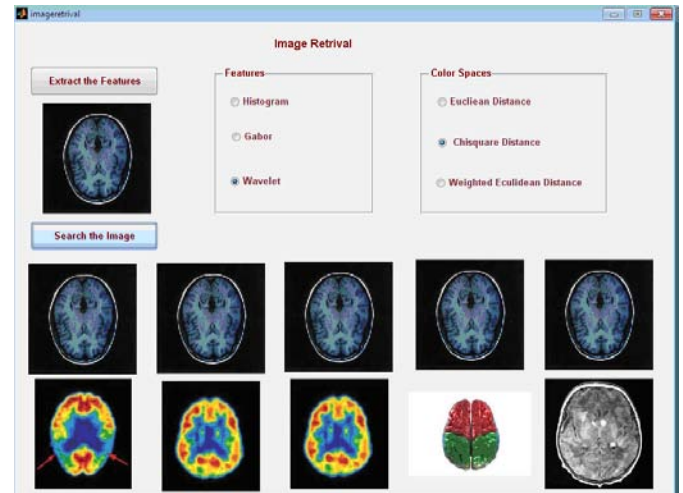 imageretrival
Image Retrival
Extract the Features
Features
Histogram
Gabor
Wavelet
Color Spaces
Eucliean Distance
Chisquare Distance
Weighted Eculidean Distance
Search the Image